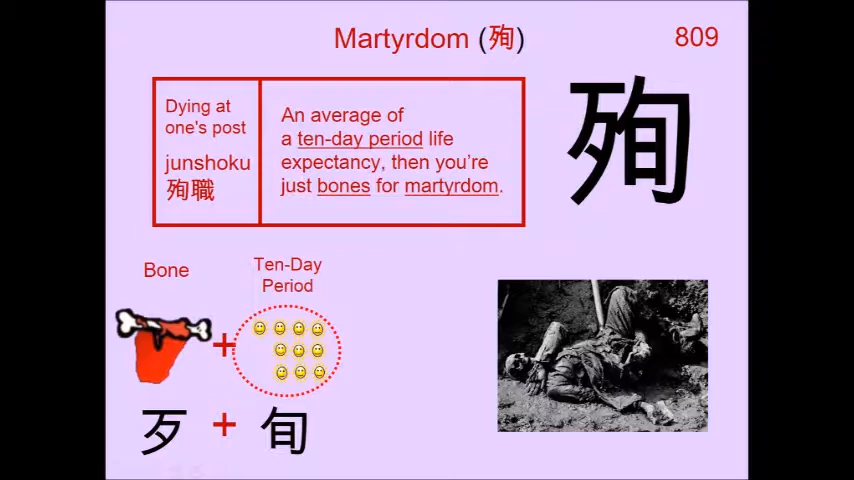 Martyrdom (殉)
809
Dying at
one's post
junshoku
殉職
An average of
a ten-day period life
expectancy, then you’re
just bones for martyrdom.
殉
Bone
Ten-Day
Period
+
歹 + 旬